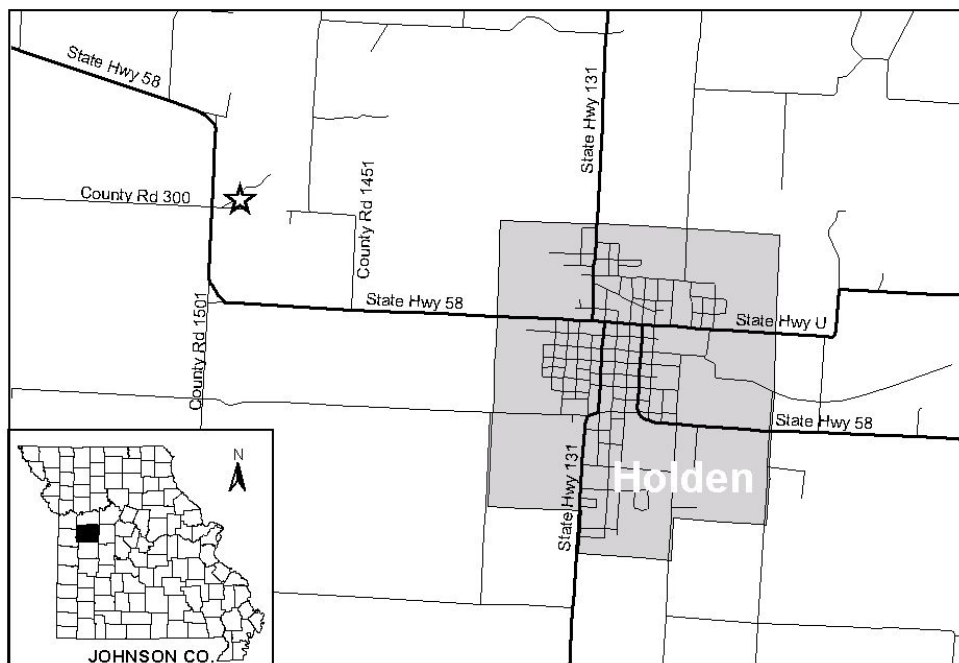 State Hwy 58
State Hwy 131
County Rd 300
County Rd 1451
County Rd 1501
State Hwy 58
State Hwy U
State Hwy 58
Holden
State Hwy 131
N
JOHNSON CO.